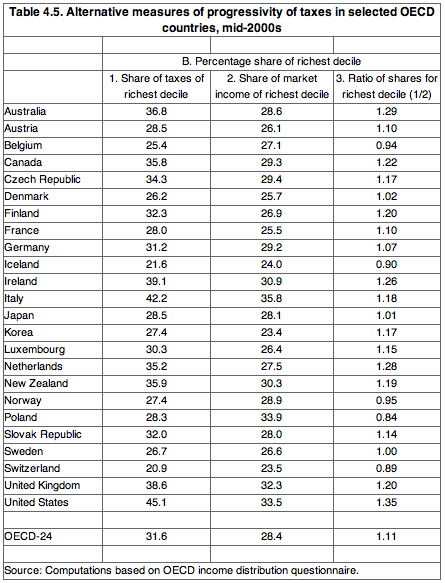 Table 4.5. Alternative measures of progressivity of taxes in selected OECD
countries, mid-2000s
B. Percentage share of richest decile
1. Share of taxes of richest decile 2. Share of market income of richest decile 3. Ratio of shares for richest decile (1/2)
Australia 36.8 28.6 1.29
Austria 28.5 26.1 1.10
Belgium 25.4 27.1 0.94
Canada 35.8 29.3 1.22
Czech Republic 34.3 29.4 1.17
Denmark 26.2 25.7 1.02
Finland 32.3 26.9 1.20
France 28.0 25.5 1.10
Germany 31.2 29.2 1.07
Iceland 21.6 24.0 0.90
Ireland 39.1 30.9 1.26
Italy 42.2 35.8 1.18
Japan 28.5 28.1 1.01
Korea 27.4 23.4 1.17
Luxembourg 30.3 26.4 1.15
Netherlands 35.2 27.5 1.28
New Zealand 35.9 30.3 1.19
Norway 27.4 28.9 0.95
Poland 28.3 33.9 0.84
Slovak Republic 32.0 28.0 1.14
Sweden 26.7 26.6 1.00
Switzerland 20.9 23.5 0.89
United Kingdom 38.6 32.3 1.20
United States 45.1 33.5 1.35
OECD-24 31.6 28.4 1.11
Source: Computations based on OECD income distribution questionnaire.